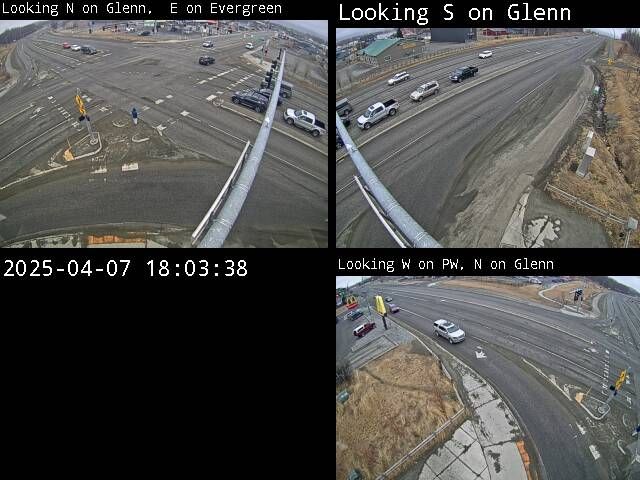 Looking N on Glenn,  E on Evergreen
Looking S on Glenn
2025-04-07 18:03:38
Looking W on PW, N on Glenn